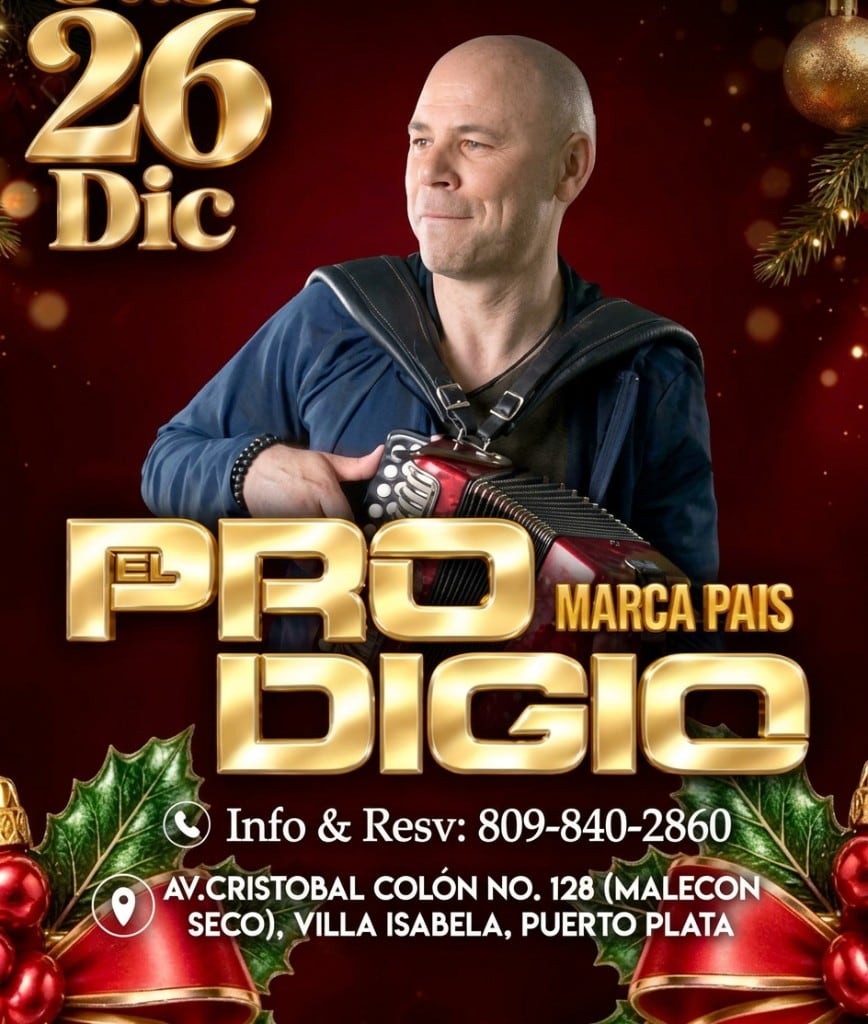 26
Dic
EL
PRO
MARCA PAIS
DIGIO
Info & Resv: 809-840-2860
AV.CRISTOBAL COLÓN NO. 128 (MALECON
SECO), VILLA ISABELA, PUERTO PLATA